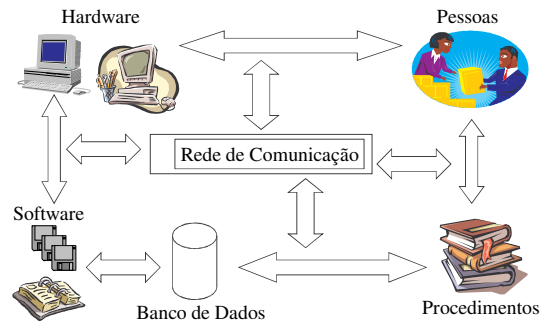 Hardware
Pessoas
Rede de Comunicação
Software
Banco de Dados
Procedimentos